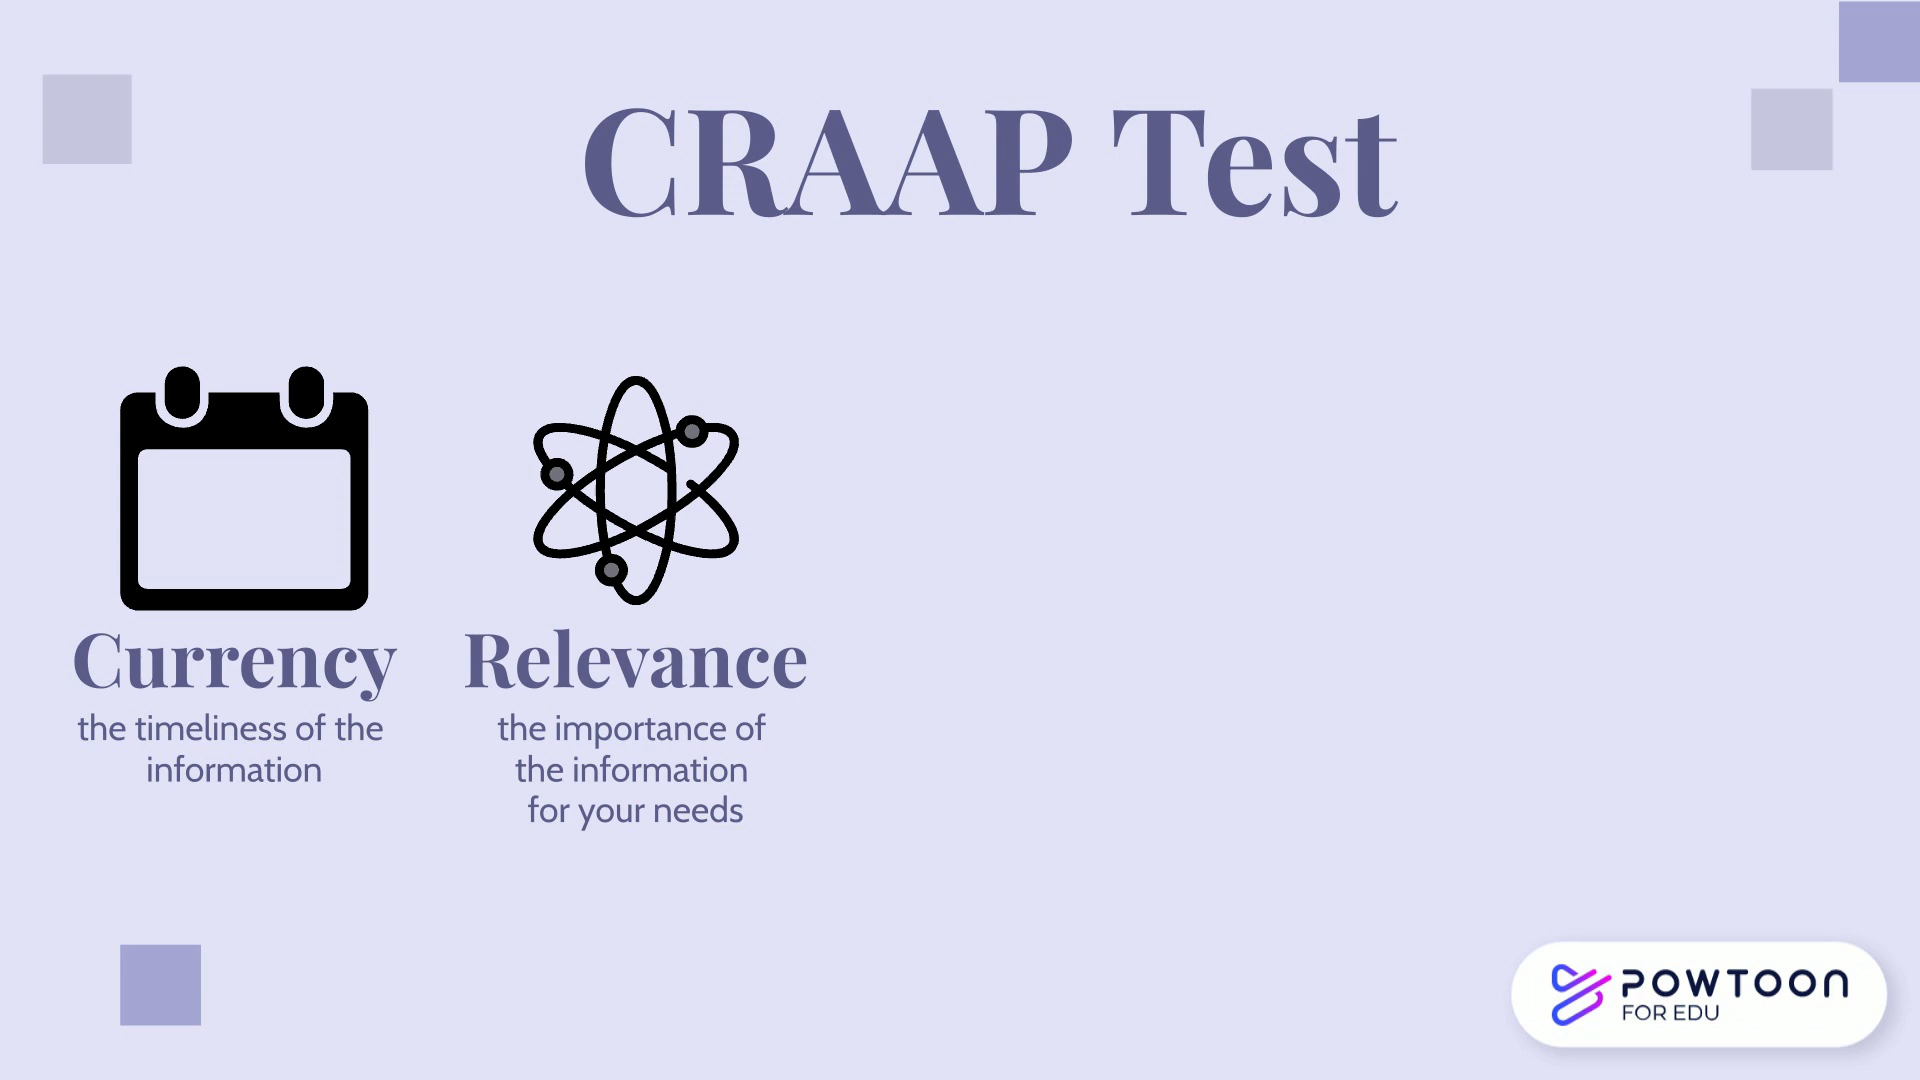 CRAAP Test
Currency
the timeliness of the
information
Relevance
the importance of
the information
for your needs
POWTOON
FOR EDU